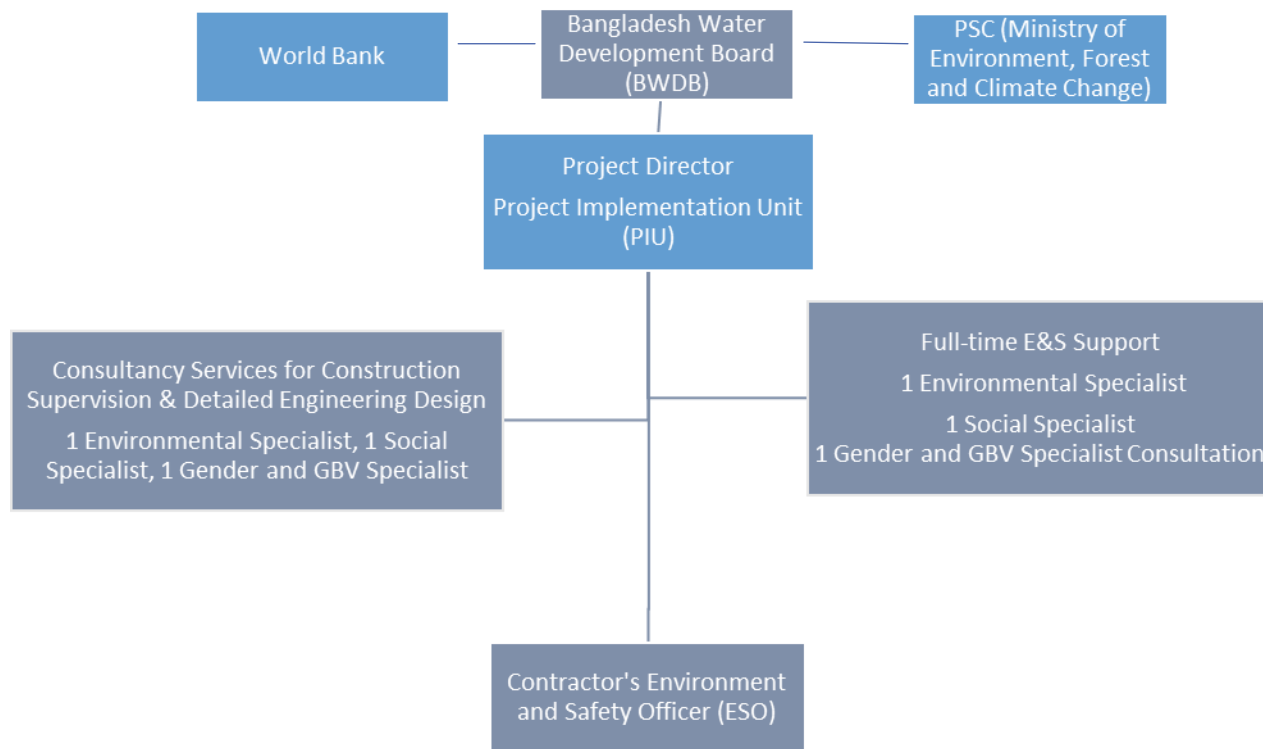 World Bank
Bangladesh Water
Development Board
(BWDB)
PSC (Ministry of
Environment, Forest
and Climate Change)
Project Director
Project Implementation Unit
(PIU)
Consultancy Services for Construction
Supervision & Detailed Engineering Design
1 Environmental Specialist, 1 Social
Specialist, 1 Gender and GBV Specialist
Full-time E&S Support
1 Environmental Specialist
1 Social Specialist
1 Gender and GBV Specialist Consultation
Contractor's Environment
and Safety Officer (ESO)